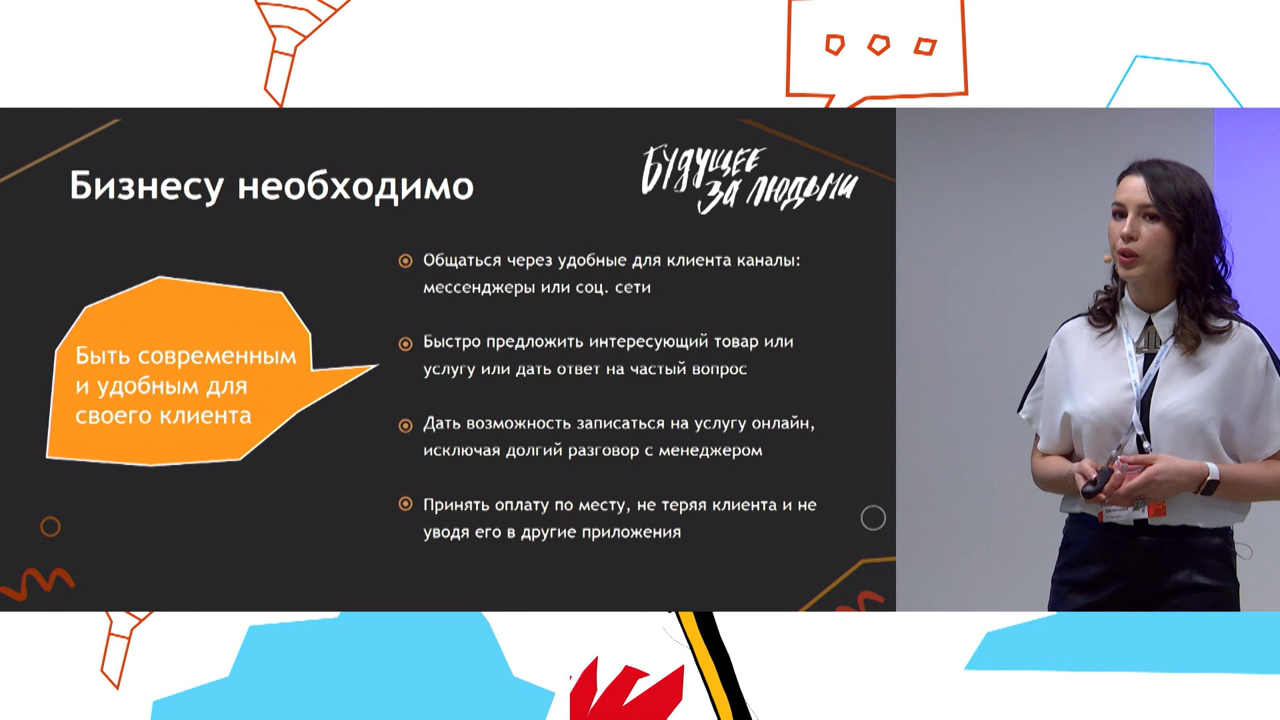 Бизнесу необходимо
БУДУЩЕЕ
ЗА ЛЮДЬМИ
Быть современным
и удобным для
своего клиента
Общаться через удобные для клиента каналы:
мессенджеры или соц. сети
Быстро предложить интересующий товар или
услугу или дать ответ на частый вопрос
Дать возможность записаться на услугу онлайн,
исключая долгий разговор с менеджером
Принять оплату по месту, не теряя клиента и не
уводя его в другие приложения